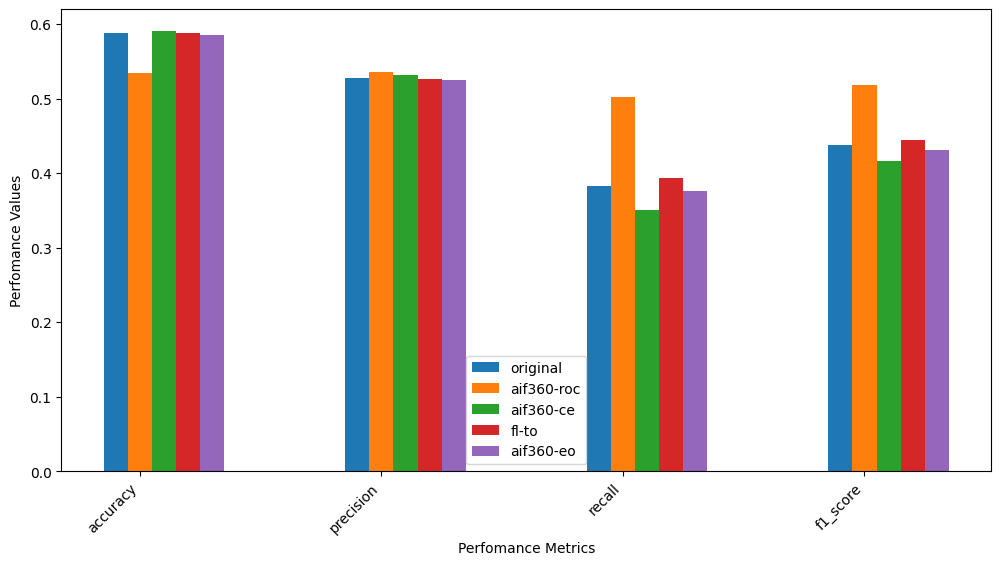 0.6
0.5
0.4
0.3
0.2
0.1
0.0
Perfomance Values
original
aif360-roc
aif360-ce
fl-to
aif360-eo
accuracy
precision
recall
f1_score
Perfomance Metrics